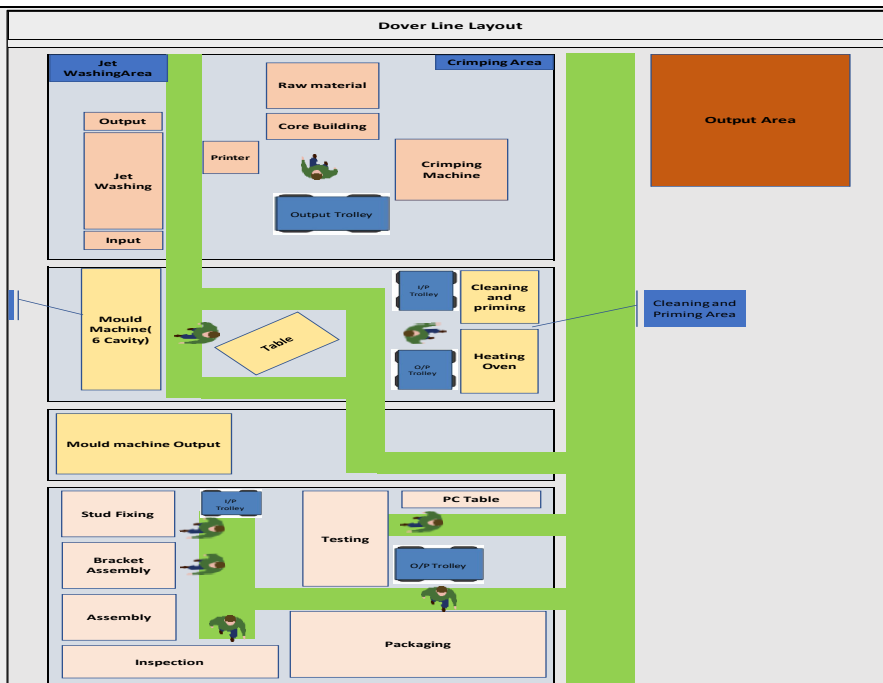 Dover Line Layout
Jet
WashingArea
Crimping Area
Raw material
Output Area
Output
Core Building
Printer
Jet
Washing
Crimping
Machine
Output Trolley
Input
I/P
Trolley
Cleaning
and
priming
Cleaning and
Priming Area
Mould
Machine(
6 Cavity)
Table
O/P
Trolley
Heating
Oven
Mould machine Output
Stud Fixing
I/P
Trolley
PC Table
Testing
Bracket
Assembly
O/P Trolley
Assembly
Packaging
Inspection